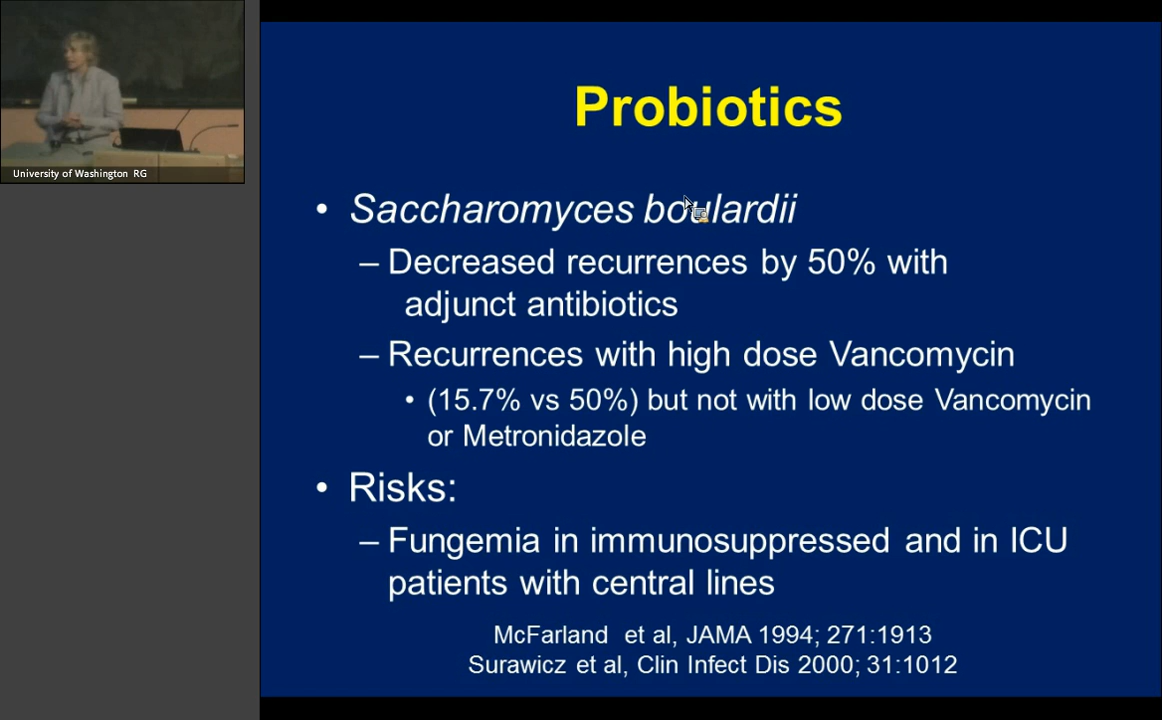 University of Washington RG
Probiotics
• Saccharomyces boulardii
– Decreased recurrences by 50% with
adjunct antibiotics
– Recurrences with high dose Vancomycin
• (15.7% vs 50%) but not with low dose Vancomycin
or Metronidazole
• Risks:
– Fungemia in immunosuppressed and in ICU
patients with central lines
McFarland et al, JAMA 1994; 271:1913
Surawicz et al, Clin Infect Dis 2000; 31:1012